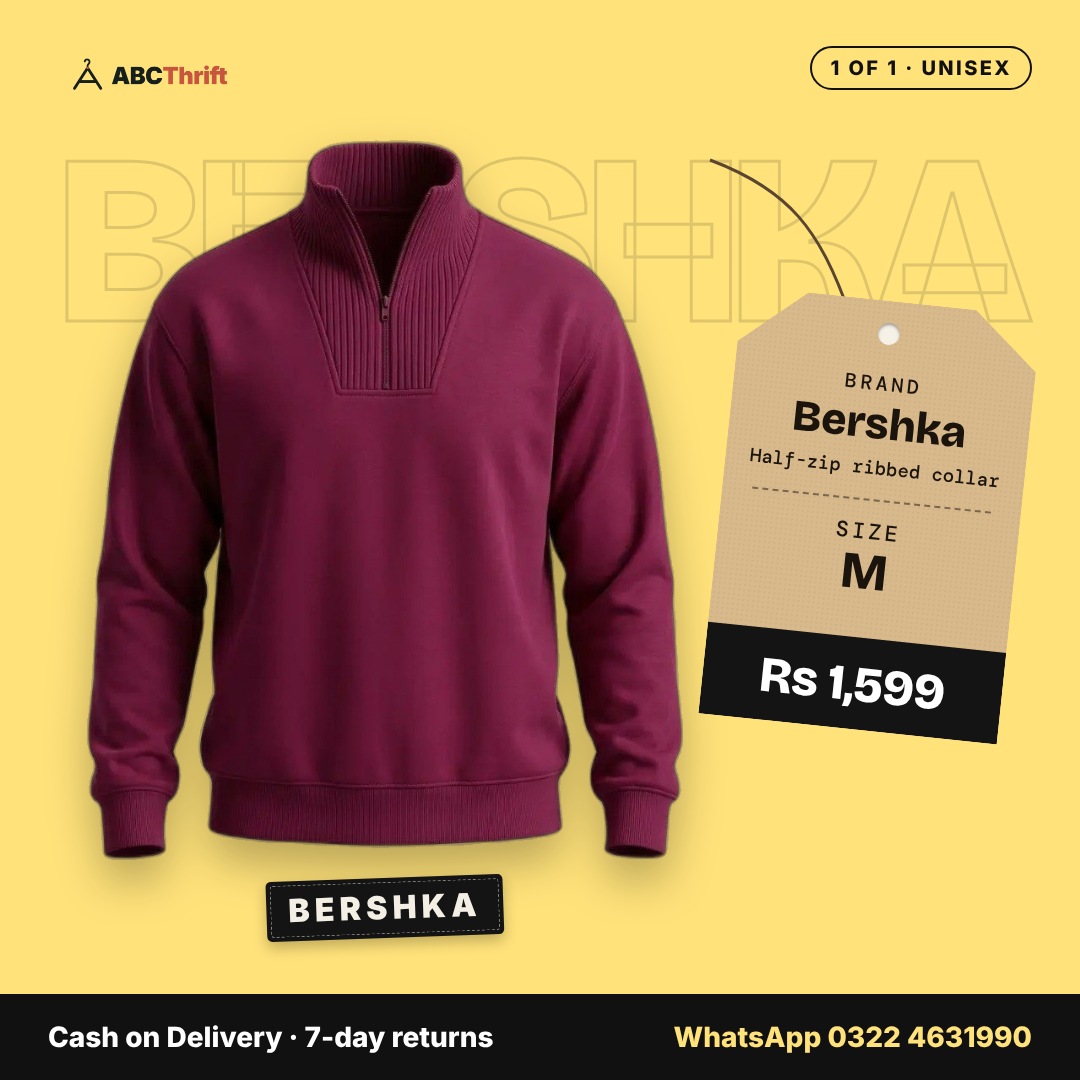 ABCThrift
1 OF 1 · UNISEX
BERSHKA
BRAND
Bershka
Half-zip ribbed collar
SIZE
M
Rs 1,599
BERSHKA
Cash on Delivery · 7-day returns
WhatsApp 0322 4631990